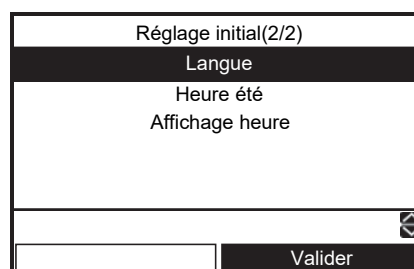 Réglage initial(2/2)
Langue
Heure été
Affichage heure
Valider